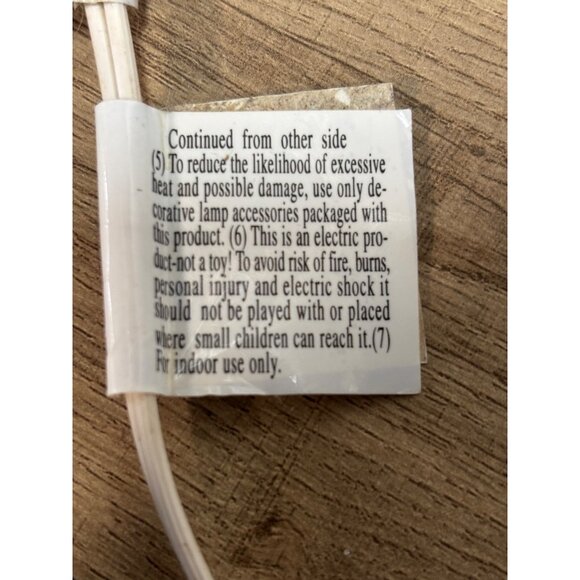 Continued from other side
(5) To reduce the likelihood of excessive
heat and possible damage, use only de-
corative lamp accessories packaged with
this product. (6) This is an electric pro-
duct-not a toy! To avoid risk of fire, burns,
personal injury and electric shock it
should not be played with or placed
where small children can reach it.(7)
For indoor use only.